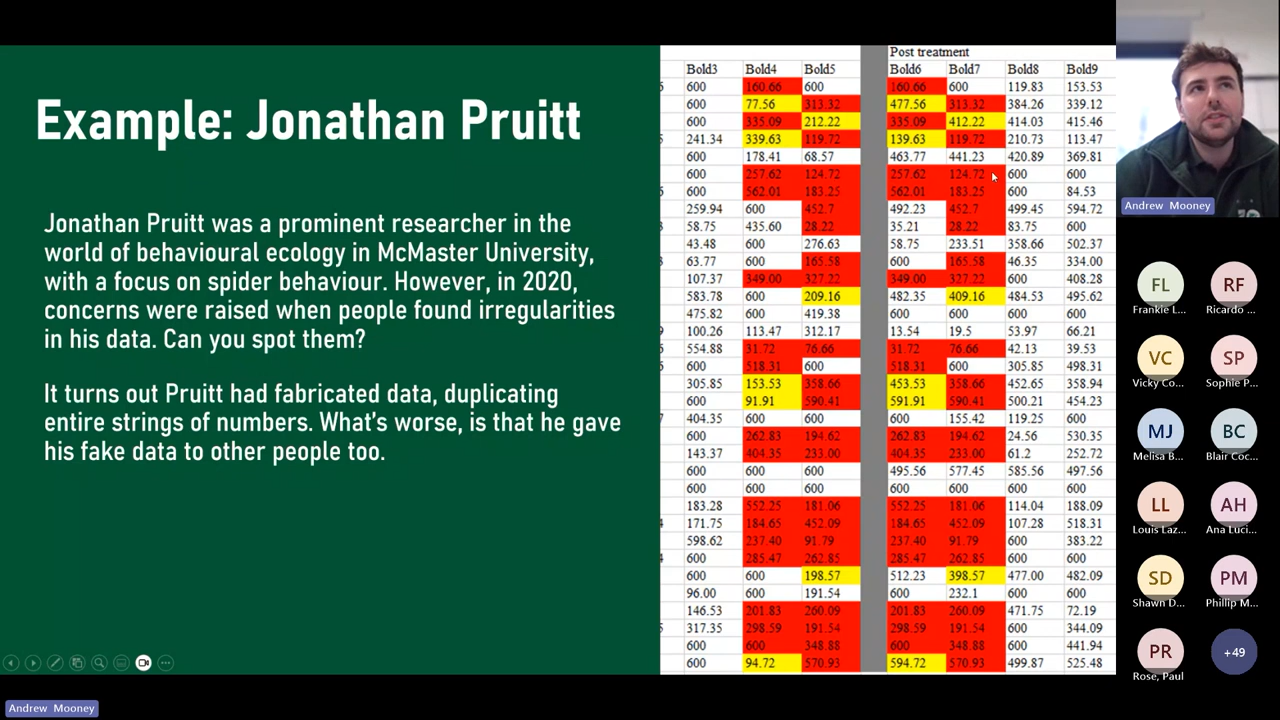 Example: Jonathan Pruitt
Jonathan Pruitt was a prominent researcher in the
world of behavioural ecology in McMaster University,
with a focus on spider behaviour. However, in 2020,
concerns were raised when people found irregularities
in his data. Can you spot them?
It turns out Pruitt had fabricated data, duplicating
entire strings of numbers. What's worse, is that he gave
his fake data to other people too.
Post treatment
Bold3 Bold4 Bold5 Bold6 Bold7 Bold8 Bold9
600 160.66 600 160.66 600 119.83 153.53
600 77.56 313.32 477.56 313.32 384.26 339.12
600 335.09 212.22 335.09 412.22 414.03 415.46
241.34 339.63 119.72 139.63 119.72 210.73 113.47
600 178.41 68.57 463.77 441.23 420.89 369.81
600 257.62 124.72 257.62 124.72 600 600
600 562.01 183.25 562.01 183.25 600 84.53
259.94 600 452.7 492.23 452.7 499.45 594.72
58.75 435.60 28.22 35.21 28.22 83.75 600
43.48 600 276.63 58.75 233.51 358.66 502.37
63.77 600 165.58 600 165.58 46.35 334.00
107.37 349.00 327.22 349.00 327.22 600 408.28
583.78 600 209.16 482.35 409.16 484.53 495.62
475.82 600 419.38 600 600 600 600
100.26 113.47 312.17 13.54 19.5 53.97 66.21
554.88 31.72 76.66 31.72 76.66 42.13 39.53
600 518.31 600 518.31 600 305.85 498.31
305.85 153.53 358.66 453.53 358.66 452.65 358.94
600 91.91 590.41 591.91 590.41 500.21 454.23
404.35 600 600 600 155.42 119.25 600
600 262.83 194.62 262.83 194.62 24.56 530.35
143.37 404.35 233.00 404.35 233.00 61.2 252.72
600 600 600 495.56 577.45 585.56 497.56
600 600 600 600 600 600 600
183.28 552.25 181.06 552.25 181.06 114.04 188.09
171.75 184.65 452.09 184.65 452.09 107.28 518.31
598.62 237.40 91.79 237.40 91.79 600 383.22
600 285.47 262.85 285.47 262.85 600 600
600 600 198.57 512.23 398.57 477.00 482.09
96.00 600 191.54 600 232.1 600 600
146.53 201.83 260.09 201.83 260.09 471.75 72.19
317.35 298.59 191.54 298.59 191.54 600 344.09
600 600 348.88 600 348.88 600 441.94
600 94.72 570.93 594.72 570.93 499.87 525.48
Andrew Mooney
FL RF
Frankie L... Ricardo ...
VC SP
Vicky Co... Sophie P...
MJ BC
Melisa B... Blair Coc...
LL AH
Louis Laz... Ana Luci...
SD PM
Shawn D... Phillip M...
PR +49
Rose, Paul
Andrew Mooney